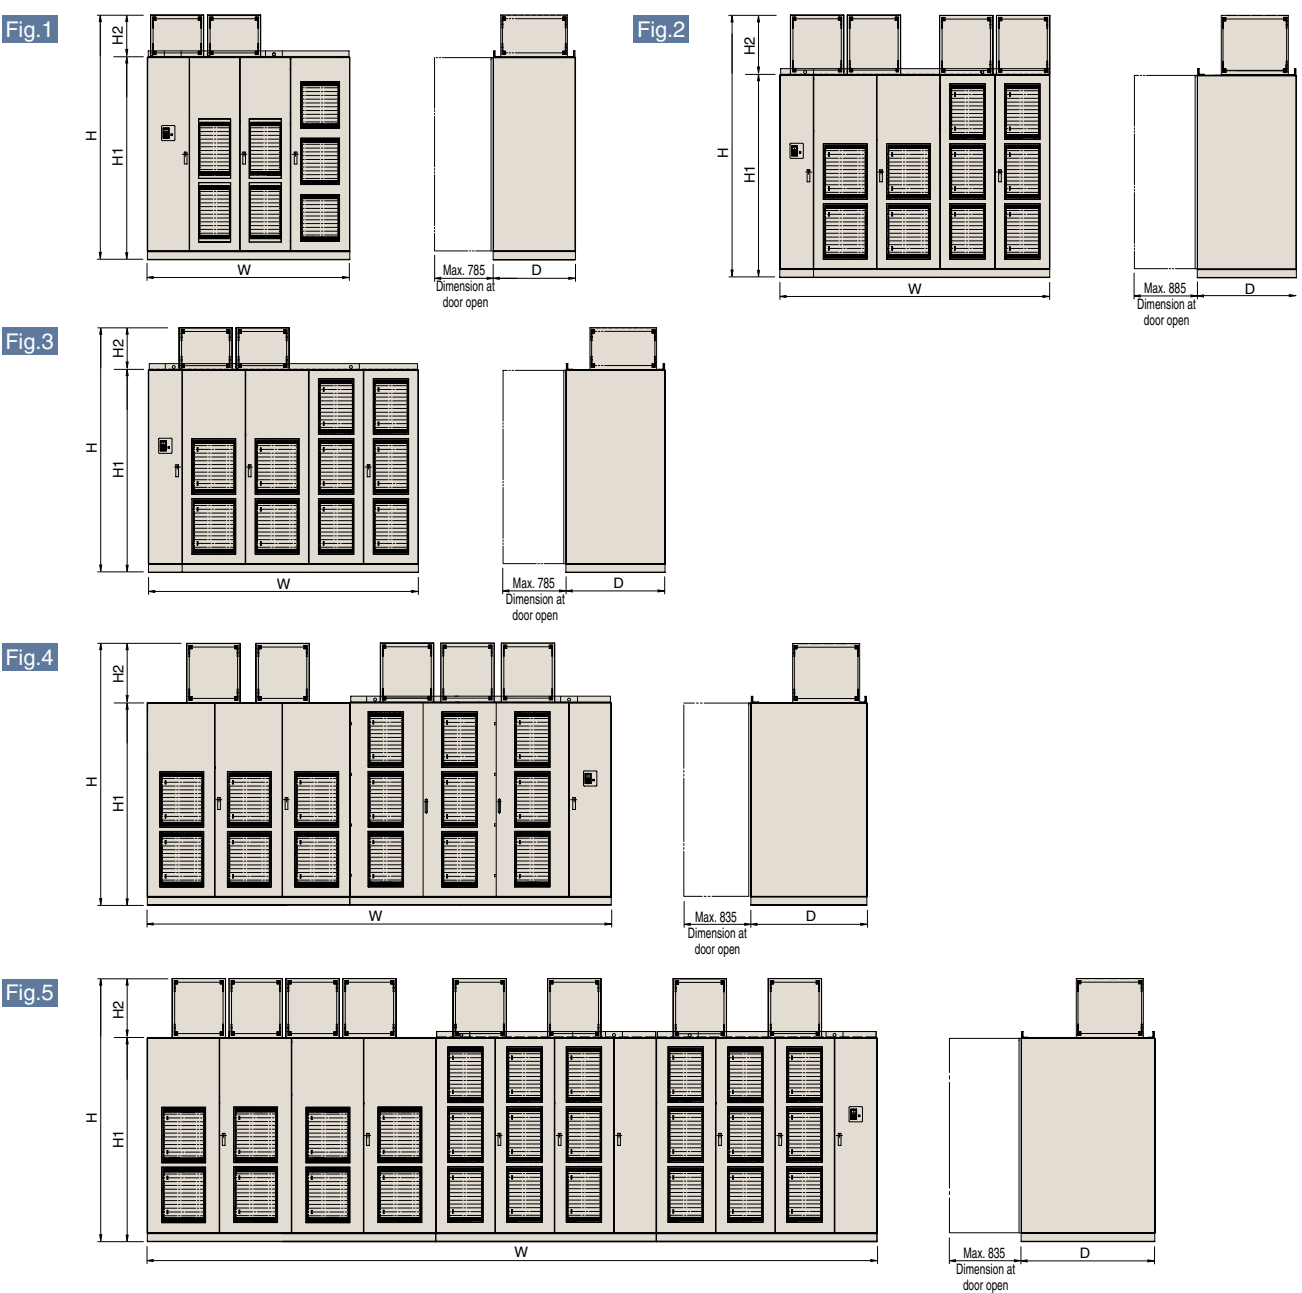 Fig.1
H2
H
H1
W
Max. 785
D
Dimension at
door open
Fig.2
H2
H
H1
W
Max. 885
D
Dimension at
door open
Fig.3
H2
H
H1
W
Max. 785
D
Dimension at
door open
Fig.4
H2
H
H1
W
Max. 835
D
Dimension at
door open
Fig.5
H2
H
H1
W
Max. 835
D
Dimension at
door open